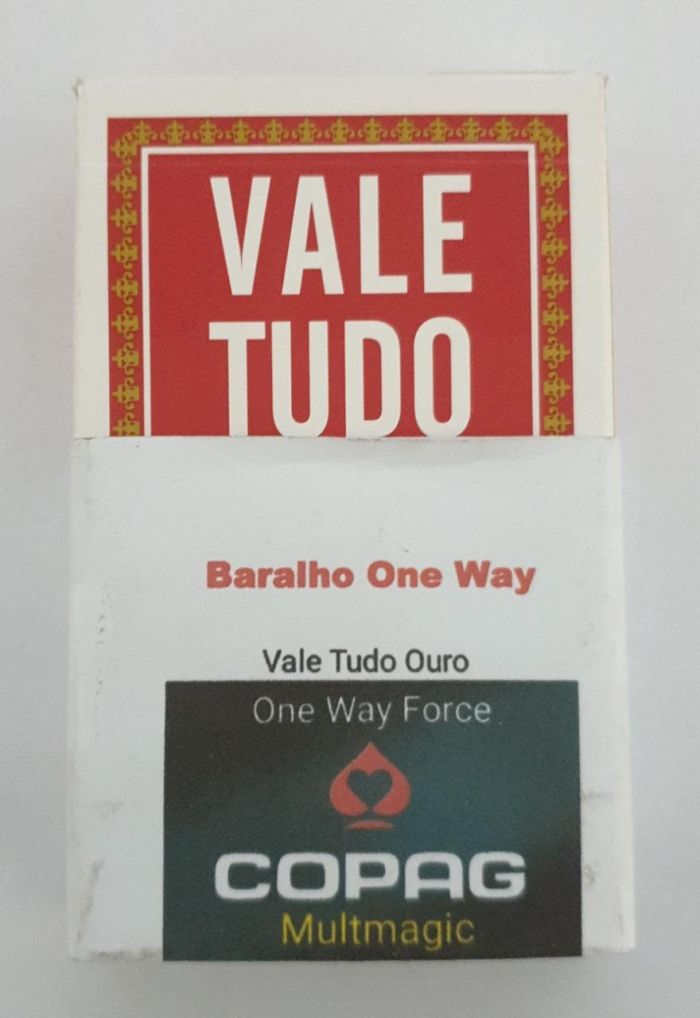 VALE
TUDO
Baralho One Way
Vale Tudo Ouro
One Way Force
COPAG
Multmagic